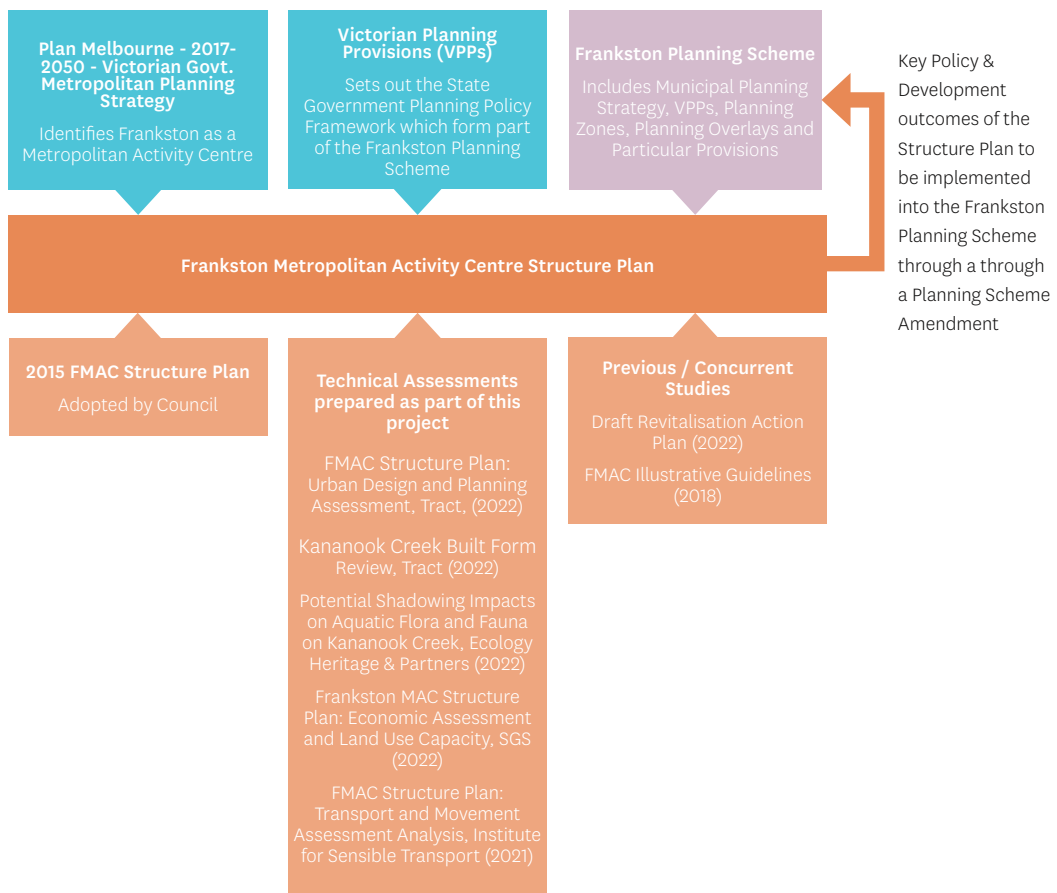 Plan Melbourne - 2017-
2050 - Victorian Govt.
Metropolitan Planning
Strategy
Identifies Frankston as a
Metropolitan Activity Centre
Victorian Planning
Provisions (VPPs)
Sets out the State
Government Planning Policy
Framework which form part
of the Frankston Planning
Scheme
Frankston Planning Scheme
Includes Municipal Planning
Strategy, VPPs, Planning
Zones, Planning Overlays and
Particular Provisions
Key Policy &
Development
outcomes of the
Structure Plan to
be implemented
into the Frankston
Planning Scheme
through a through
a Planning Scheme
Amendment
Frankston Metropolitan Activity Centre Structure Plan
2015 FMAC Structure Plan
Adopted by Council
Technical Assessments
prepared as part of this
project
FMAC Structure Plan:
Urban Design and Planning
Assessment, Tract, (2022)
Kananook Creek Built Form
Review, Tract (2022)
Potential Shadowing Impacts
on Aquatic Flora and Fauna
on Kananook Creek, Ecology
Heritage & Partners (2022)
Frankston MAC Structure
Plan: Economic Assessment
and Land Use Capacity, SGS
(2022)
FMAC Structure Plan:
Transport and Movement
Assessment Analysis, Institute
for Sensible Transport (2021)
Previous / Concurrent
Studies
Draft Revitalisation Action
Plan (2022)
FMAC Illustrative Guidelines
(2018)